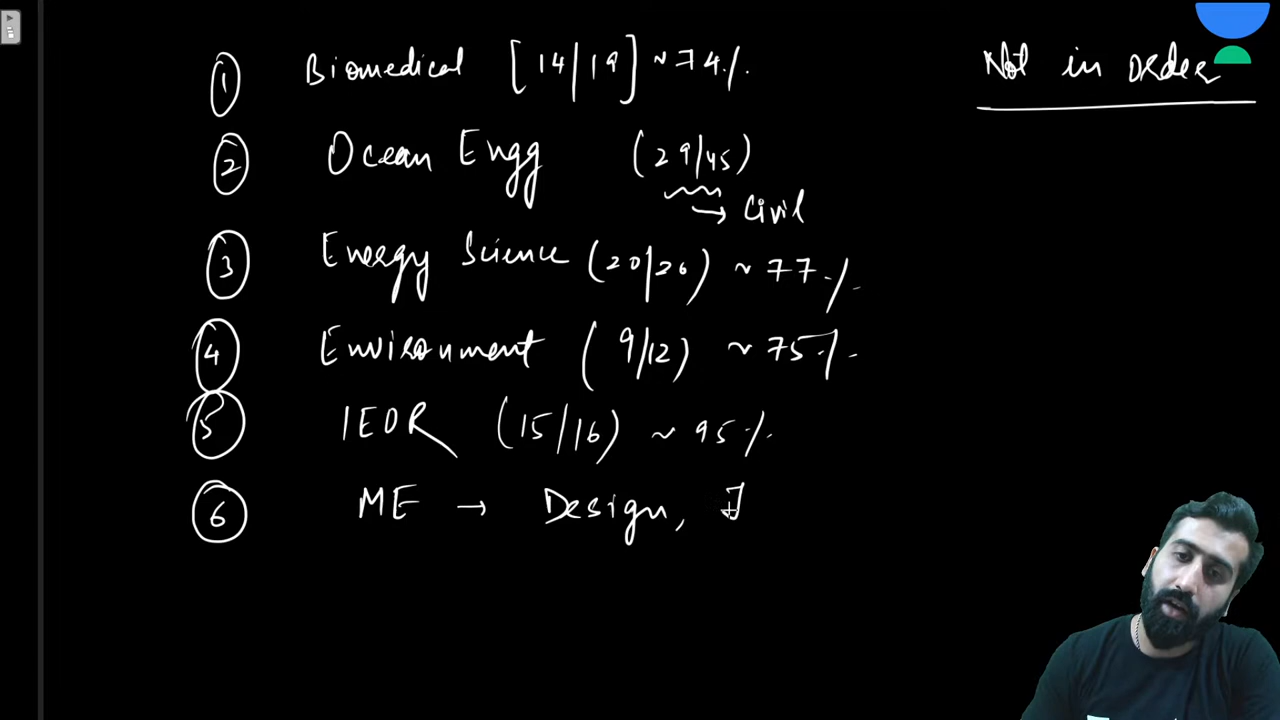 Not in order
① Biomedical [14/19] ~74%.
② Ocean Engg (29/45)
→ Civil
③ Energy Science (20/26) ~ 77%.
④ Environment (9/12) ~ 75%.
⑤ IEOR (15/16) ~ 95%.
⑥ ME → Design,